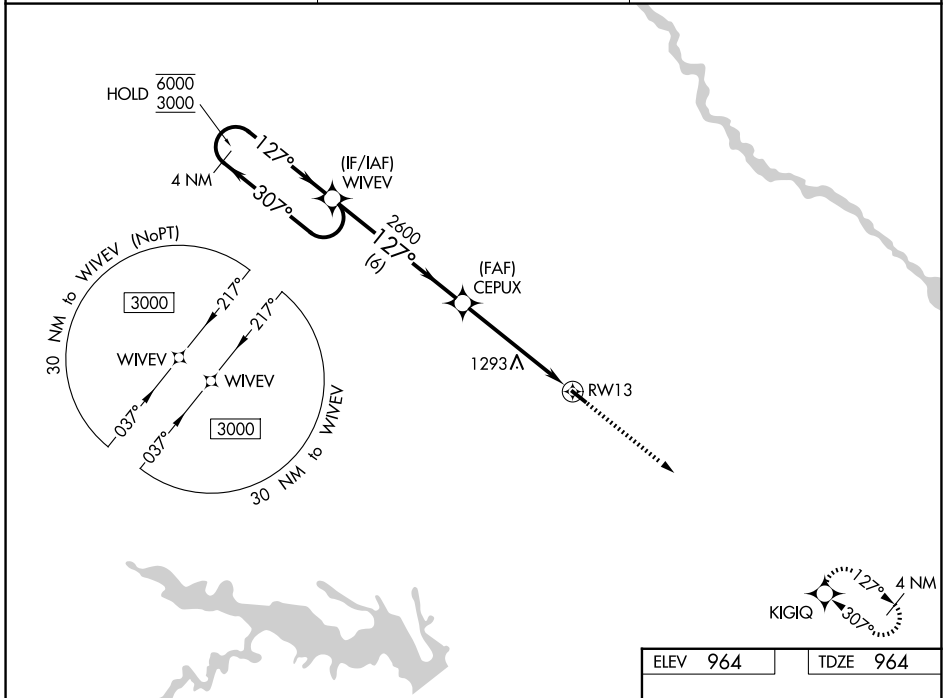 HOLD 6000
3000
127°
4 NM
307°
(IF/IAF)
WIVEV
2600
127°
(6)
(FAF)
CEPUX
1293
RW13
30 NM to WIVEV (NoPT)
3000
217°
217°
WIVEV
WIVEV
037°
037°
3000
30 NM to WIVEV
127°
4 NM
KIGIQ
307°
ELEV 964
TDZE 964